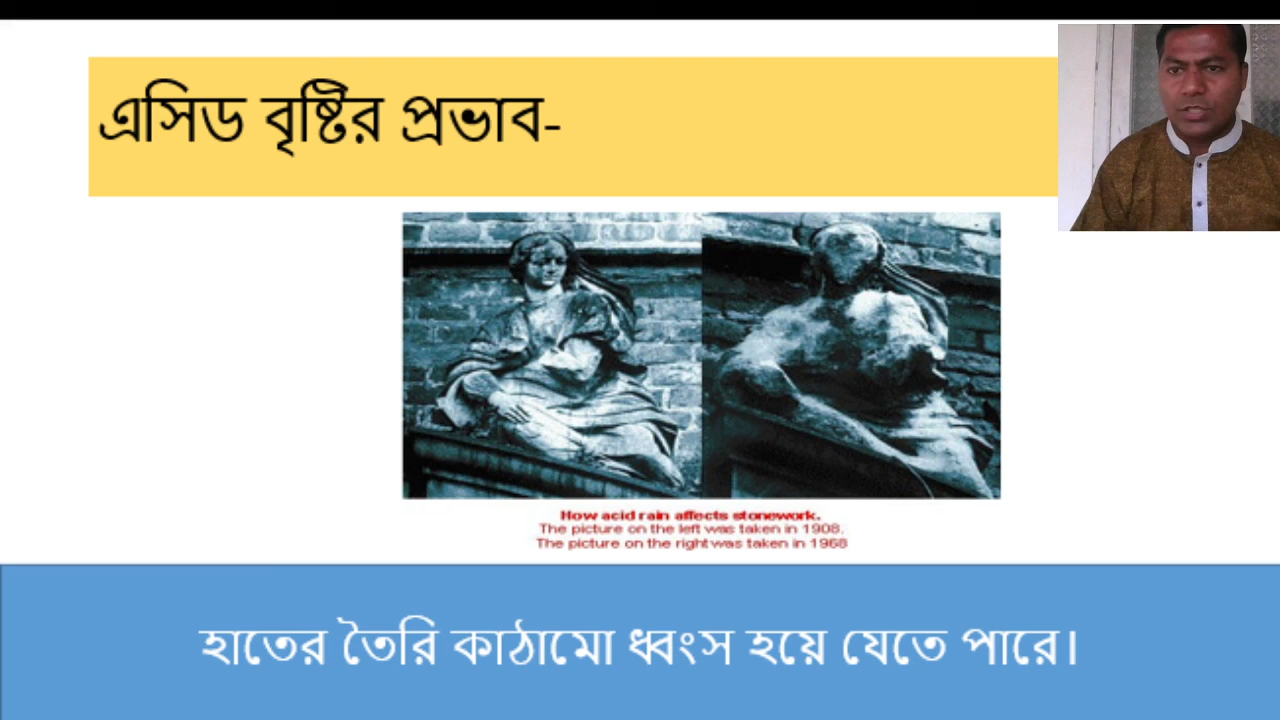 এসিড বৃষ্টির প্রভাব-
How acid rain affects stonework.
The picture on the left was taken in 1908.
The picture on the right was taken in 1968
হাতের তৈরি কাঠামো ধ্বংস হয়ে যেতে পারে।